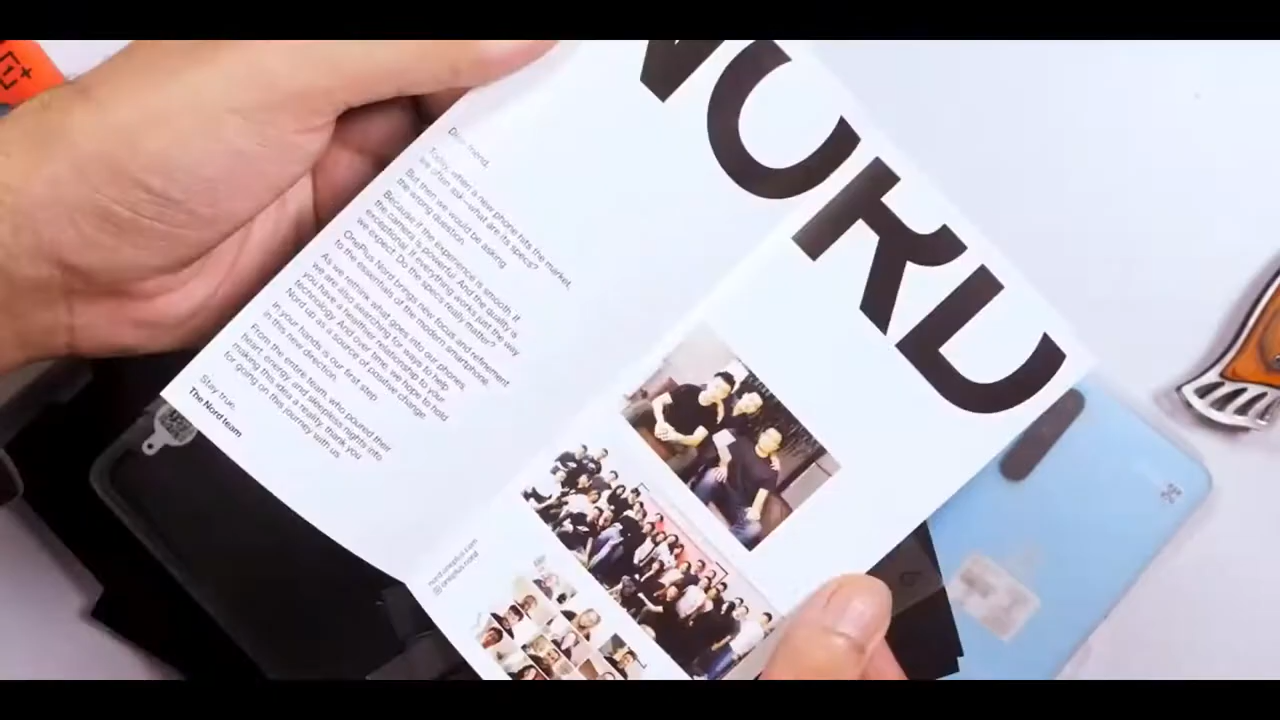 Dear friend,
Today, when a new phone hits the market,
we often ask—what are its specs?
But then we would be asking
the wrong question.
Because if the experience is smooth. If
the camera is powerful. And the quality is
exceptional. If everything works just the way
we expect. Do the specs really matter?
OnePlus Nord brings new focus and refinement
to the essentials of the modern smartphone.
As we rethink what goes into our phones,
we are also searching for ways to help
you have a healthier relationship to your
technology. And over time, we hope to hold
Nord up as a source of positive change.
In your hands is our first step
in this new direction.
From the entire team, who poured their
heart, energy, and sleepless nights into
making this idea a reality: thank you
for going on this journey with us.
Stay true,
The Nord team
nord.oneplus.com
@oneplus.nord